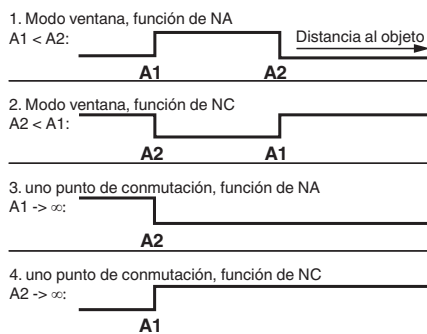 1. Modo ventana, función de NA
A1 < A2:
Distancia al objeto
A1 A2
2. Modo ventana, función de NC
A2 < A1:
A2 A1
3. uno punto de conmutación, función de NA
A1 -> ∞:
A2
4. uno punto de conmutación, función de NC
A2 -> ∞:
A1